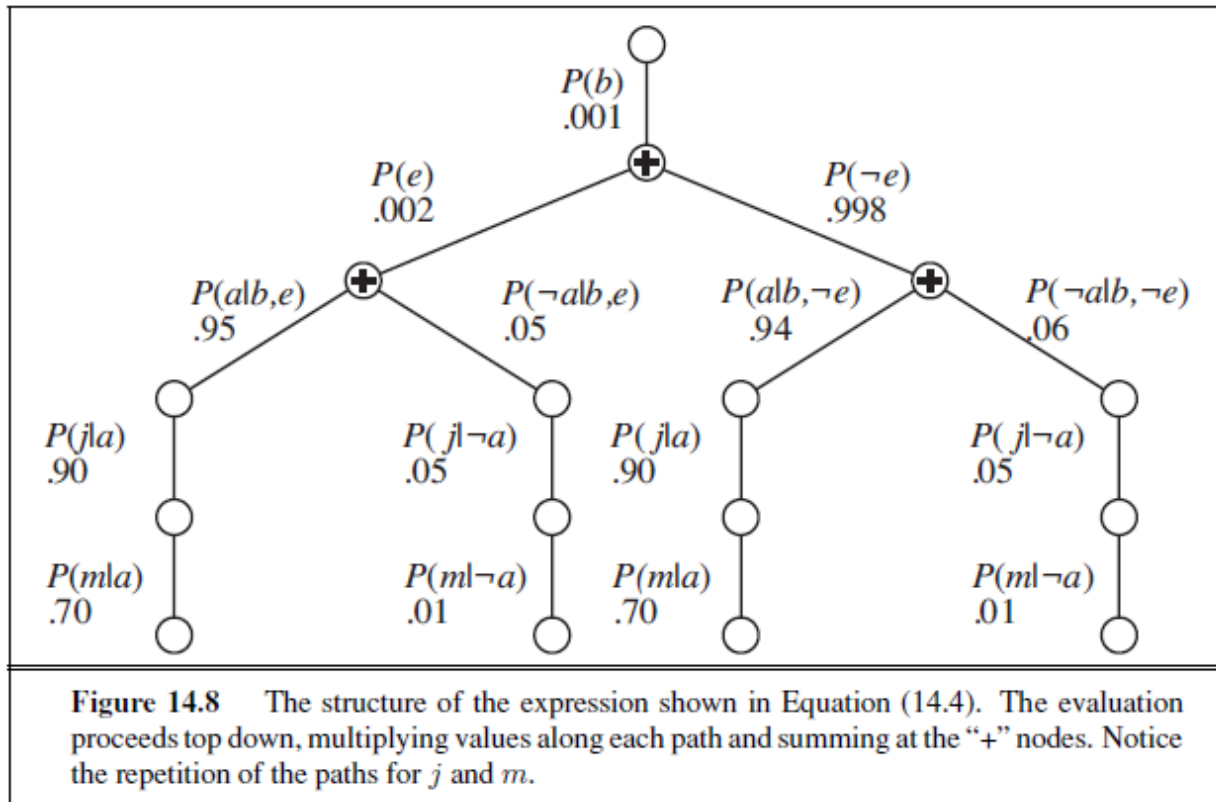 P(b)
.001
P(e)
.002
P(¬e)
.998
P(a|b,e)
.95
P(¬a|b,e)
.05
P(a|b,¬e)
.94
P(¬a|b,¬e)
.06
P(j|a)
.90
P(j|¬a)
.05
P(j|a)
.90
P(j|¬a)
.05
P(m|a)
.70
P(m|¬a)
.01
P(m|a)
.70
P(m|¬a)
.01
Figure 14.8 The structure of the expression shown in Equation (14.4). The evaluation
proceeds top down, multiplying values along each path and summing at the “+” nodes. Notice
the repetition of the paths for j and m.